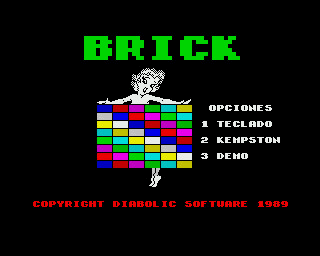 BRICK
OPCIONES
1 TECLADO
2 KEMPSTON
3 DEMO
COPYRIGHT DIABOLIC SOFTWARE 1989